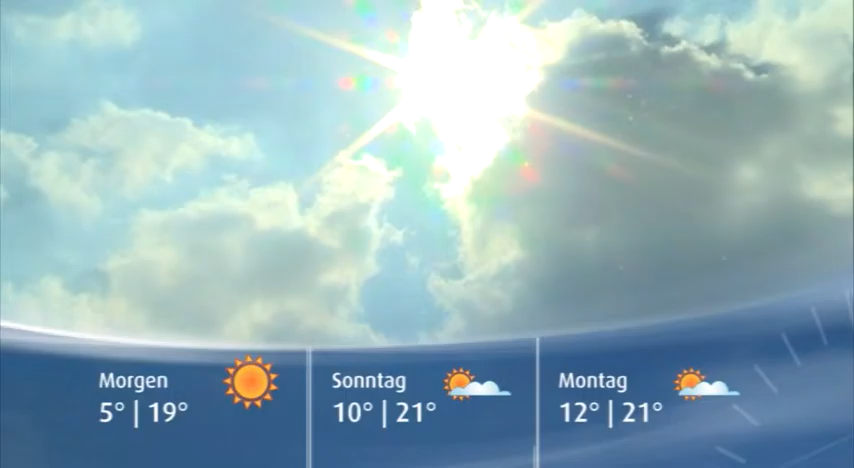 Morgen
5° | 19°
Sonntag
10° | 21°
Montag
12° | 21°